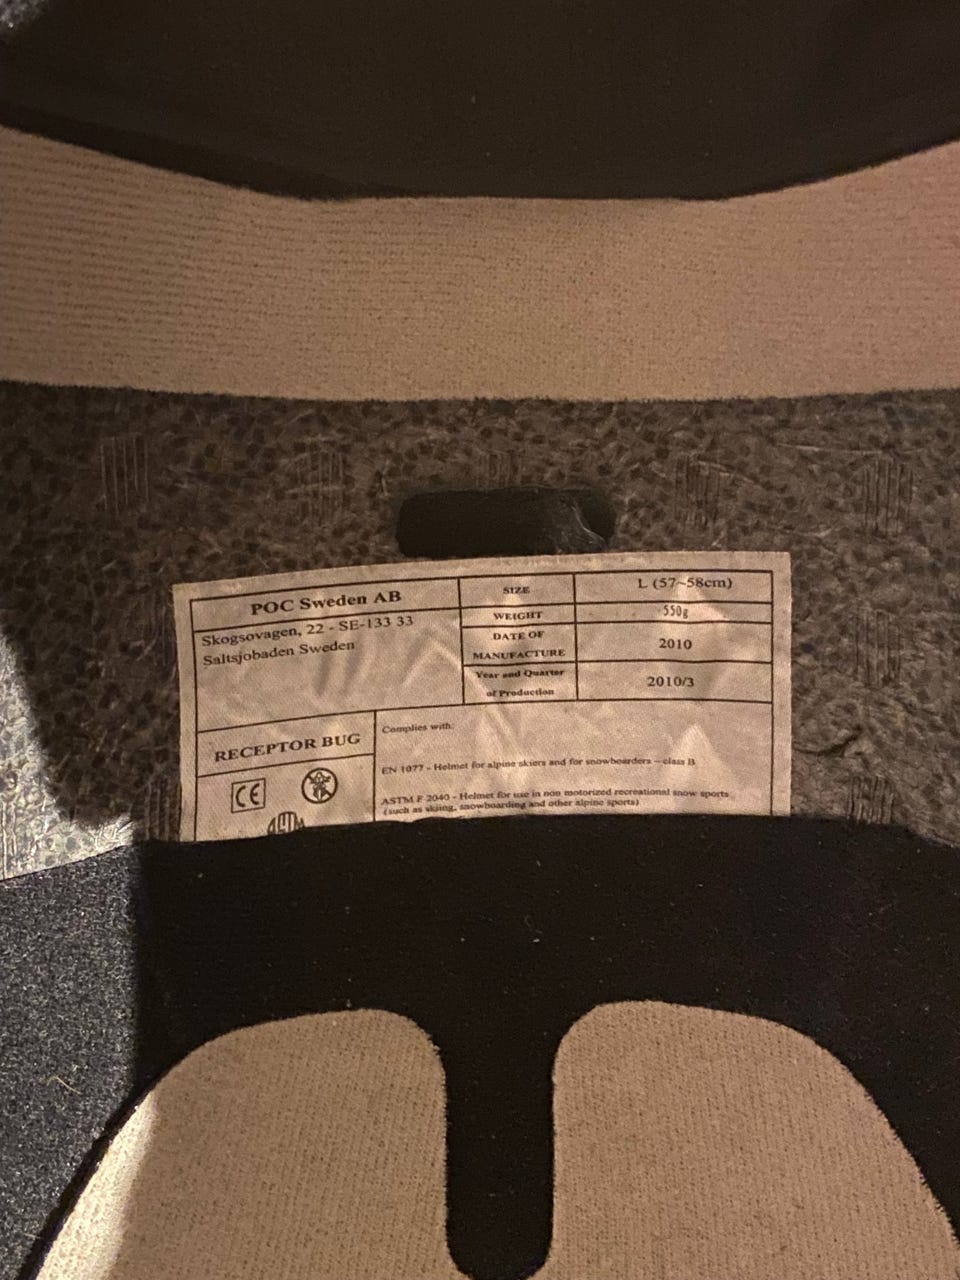 POC Sweden AB
Skogsovagen, 22 - SE-133 33
Saltsjobaden Sweden
SIZE
L (57~58cm)
WEIGHT
550g
DATE OF
MANUFACTURE
2010
Year and Quarter
of Production
2010/3
RECEPTOR BUG
CE
ASTM
Complies with:
EN 1077 - Helmet for alpine skiers and for snowboarders – class B
ASTM F 2040 - Helmet for use in non motorized recreational snow sports
(such as skiing, snowboarding and other alpine sports)